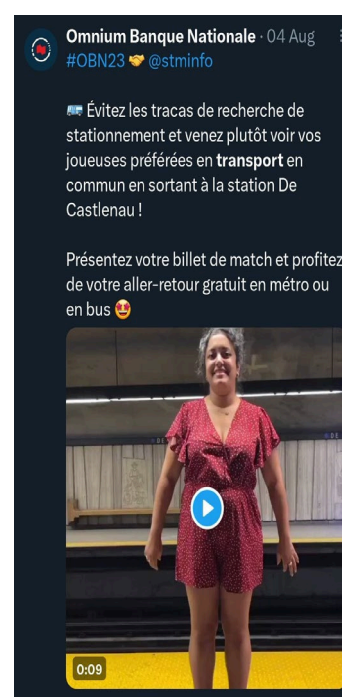 Omnium Banque Nationale · 04 Aug
#OBN23 🤝 @stminfo
🚌 Évitez les tracas de recherche de
stationnement et venez plutôt voir vos
joueuses préférées en transport en
commun en sortant à la station De
Castlenau !
Présentez votre billet de match et profitez
de votre aller-retour gratuit en métro ou
en bus 🤩
DE
0:09